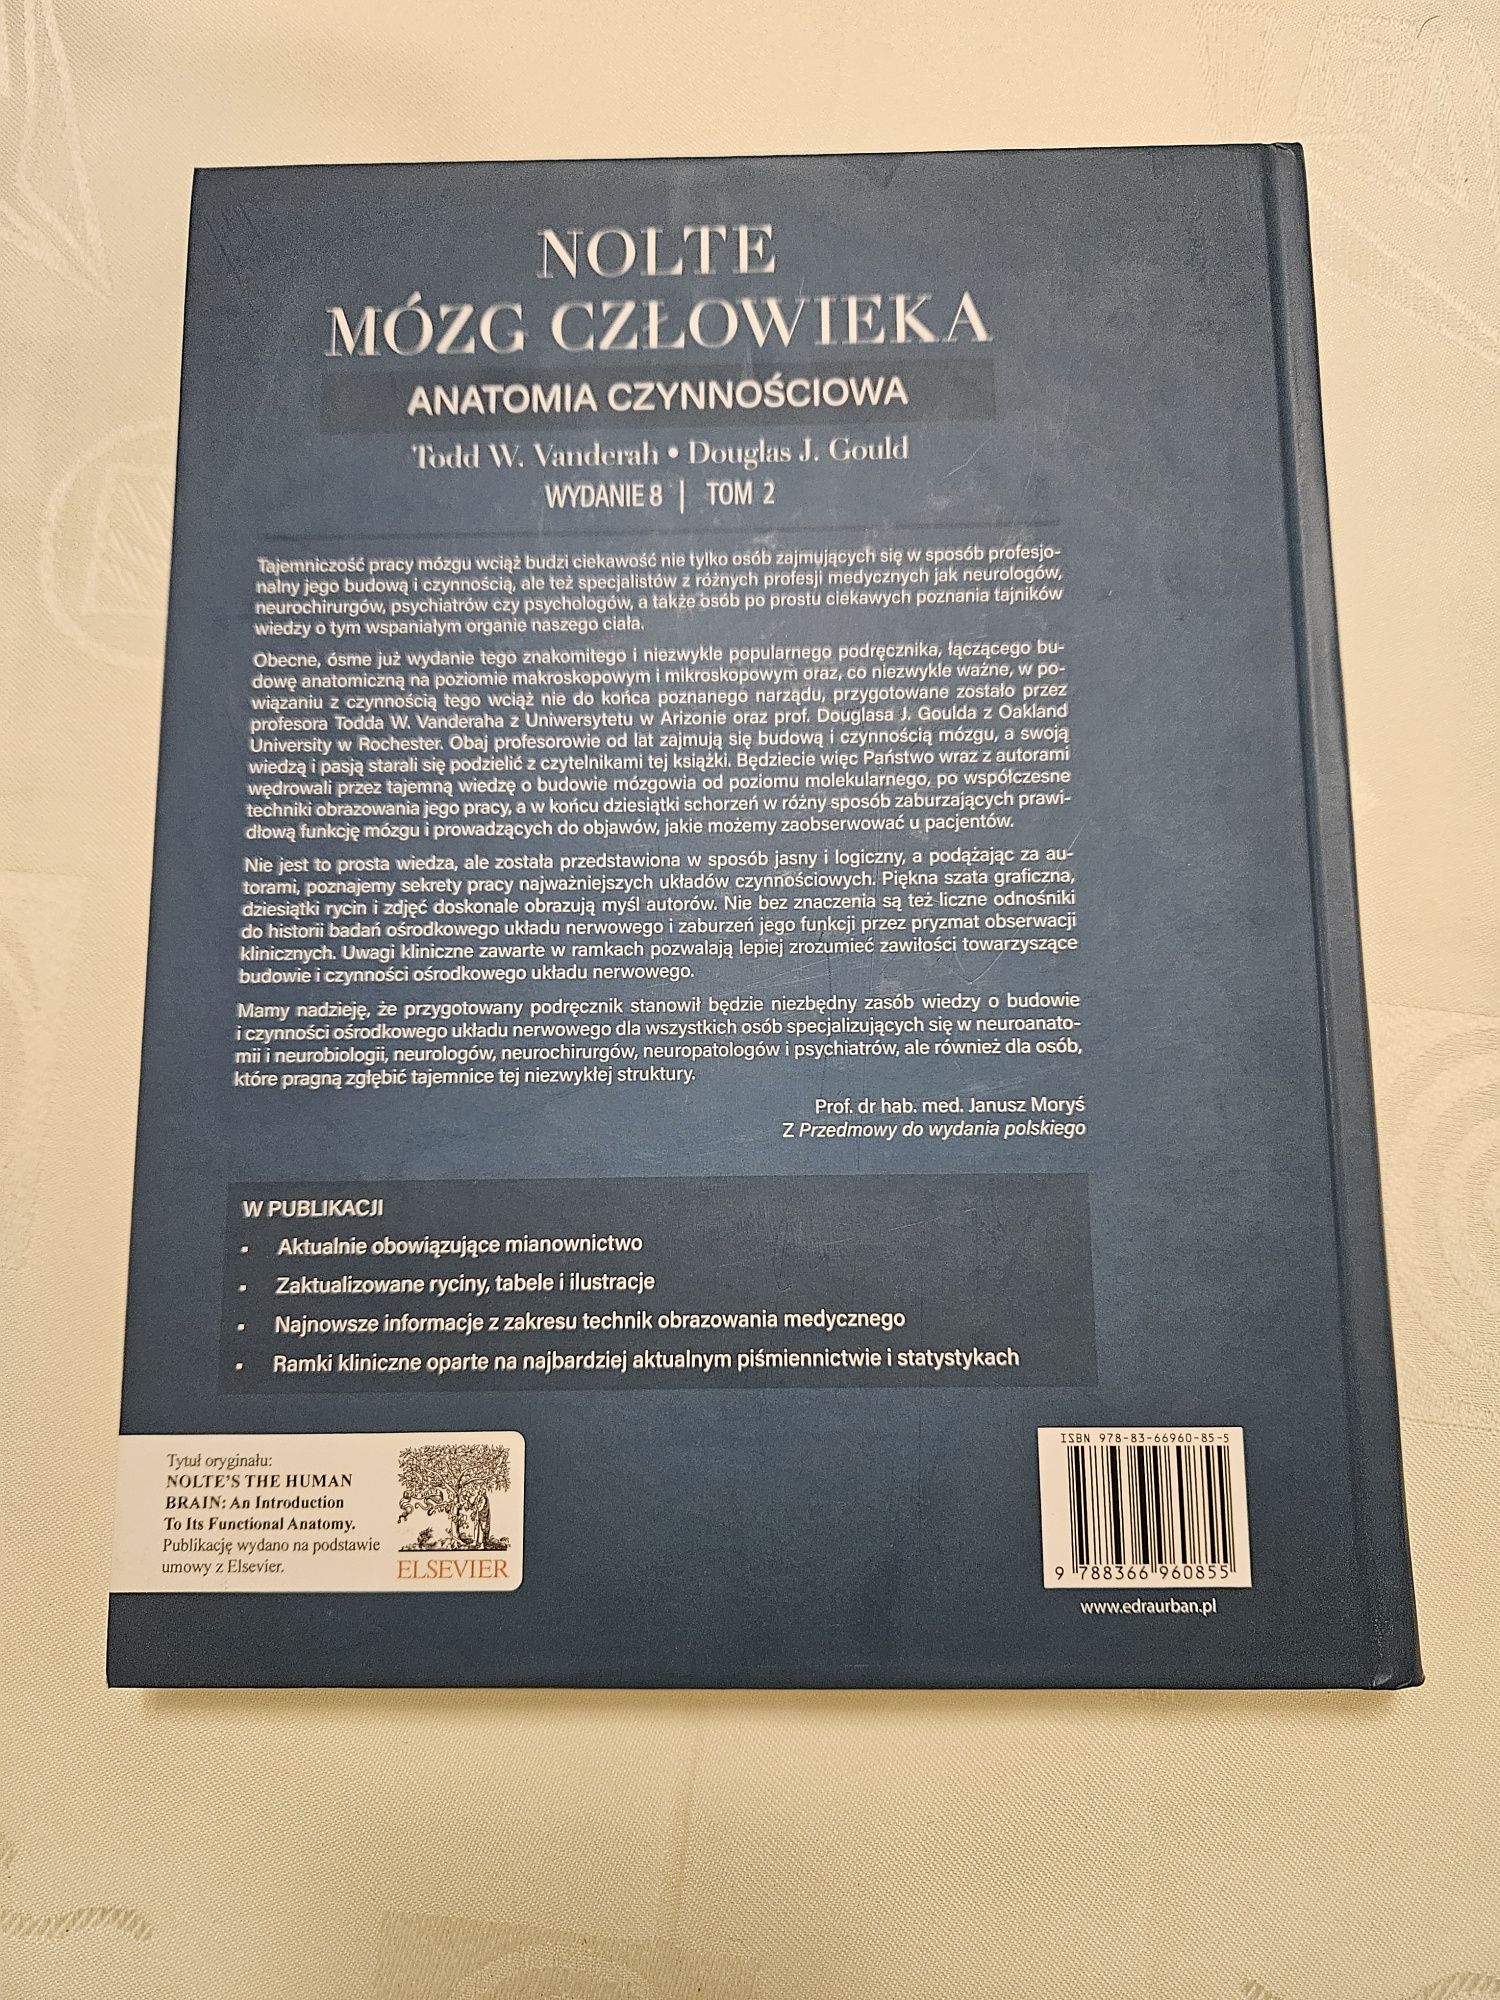 NOLTE
MÓZG CZŁOWIEKA
ANATOMIA CZYNNOŚCIOWA
Todd W. Vanderah • Douglas J. Gould
WYDANIE 8 | TOM 2
Tajemniczość pracy mózgu wciąż budzi ciekawość nie tylko osób zajmujących się w sposób profesjo-
nalny jego budową i czynnością, ale też specjalistów z różnych profesji medycznych jak neurologów,
neurochirurgów, psychiatrów czy psychologów, a także osób po prostu ciekawych poznania tajników
wiedzy o tym wspaniałym organie naszego ciała.
Obecne, ósme już wydanie tego znakomitego i niezwykle popularnego podręcznika, łączącego bu-
dowę anatomiczną na poziomie makroskopowym i mikroskopowym oraz, co niezwykle ważne, w po-
wiązaniu z czynnością tego wciąż nie do końca poznanego narządu, przygotowane zostało przez
profesora Todda W. Vanderaha z Uniwersytetu w Arizonie oraz prof. Douglasa J. Goulda z Oakland
University w Rochester. Obaj profesorowie od lat zajmują się budową i czynnością mózgu, a swoją
wiedzą i pasją starali się podzielić z czytelnikami tej książki. Będziecie więc Państwo wraz z autorami
wędrowali przez tajemną wiedzę o budowie mózgowia od poziomu molekularnego, po współczesne
techniki obrazowania jego pracy, a w końcu dziesiątki schorzeń w różny sposób zaburzających prawi-
dłową funkcję mózgu i prowadzących do objawów, jakie możemy zaobserwować u pacjentów.
Nie jest to prosta wiedza, ale została przedstawiona w sposób jasny i logiczny, a podążając za au-
torami, poznajemy sekrety pracy najważniejszych układów czynnościowych. Piękna szata graficzna,
dziesiątki rycin i zdjęć doskonale obrazują myśl autorów. Nie bez znaczenia są też liczne odnośniki
do historii badań ośrodkowego układu nerwowego i zaburzeń jego funkcji przez pryzmat obserwacji
klinicznych. Uwagi kliniczne zawarte w ramkach pozwalają lepiej zrozumieć zawiłości towarzyszące
budowie i czynności ośrodkowego układu nerwowego.
Mamy nadzieję, że przygotowany podręcznik stanowił będzie niezbędny zasób wiedzy o budowie
i czynności ośrodkowego układu nerwowego dla wszystkich osób specjalizujących się w neuroanato-
mii i neurobiologii, neurologów, neurochirurgów, neuropatologów i psychiatrów, ale również dla osób,
które pragną zgłębić tajemnice tej niezwykłej struktury.
Prof. dr hab. med. Janusz Moryś
Z Przedmowy do wydania polskiego
W PUBLIKACJI
▪ Aktualnie obowiązujące mianownictwo
▪ Zaktualizowane ryciny, tabele i ilustracje
▪ Najnowsze informacje z zakresu technik obrazowania medycznego
▪ Ramki kliniczne oparte na najbardziej aktualnym piśmiennictwie i statystykach
Tytuł oryginału:
NOLTE'S THE HUMAN
BRAIN: An Introduction
To Its Functional Anatomy.
Publikację wydano na podstawie
umowy z Elsevier.
ELSEVIER
ISBN 978-83-66960-85-5
9 788366 960855
www.edraurban.pl